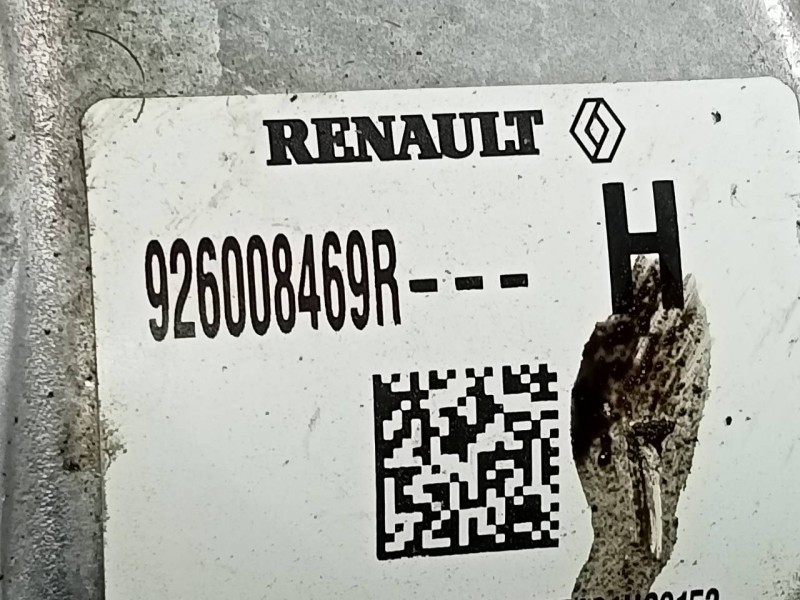 RENAULT
926008469R---
H